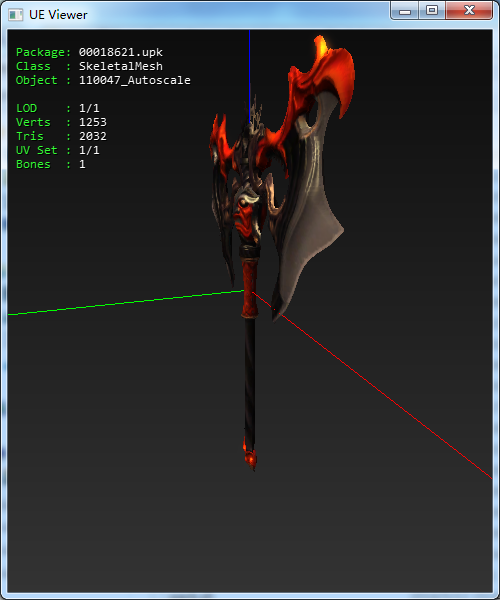 UE Viewer
Package: 00018621.upk
Class  : SkeletalMesh
Object : 110047_Autoscale
LOD    : 1/1
Verts  : 1253
Tris   : 2032
UV Set : 1/1
Bones  : 1